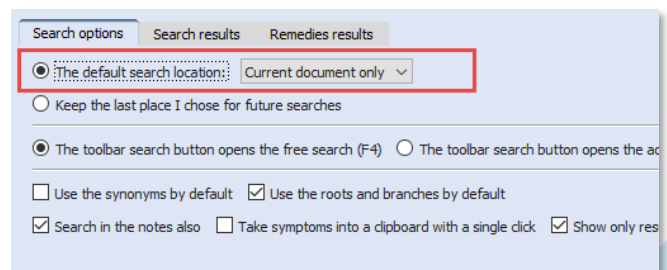 Search options Search results Remedies results
The default search location: Current document only
Keep the last place I chose for future searches
The toolbar search button opens the free search (F4) The toolbar search button opens the
Use the synonyms by default Use the roots and branches by default
Search in the notes also Take symptoms into a clipboard with a single click Show only